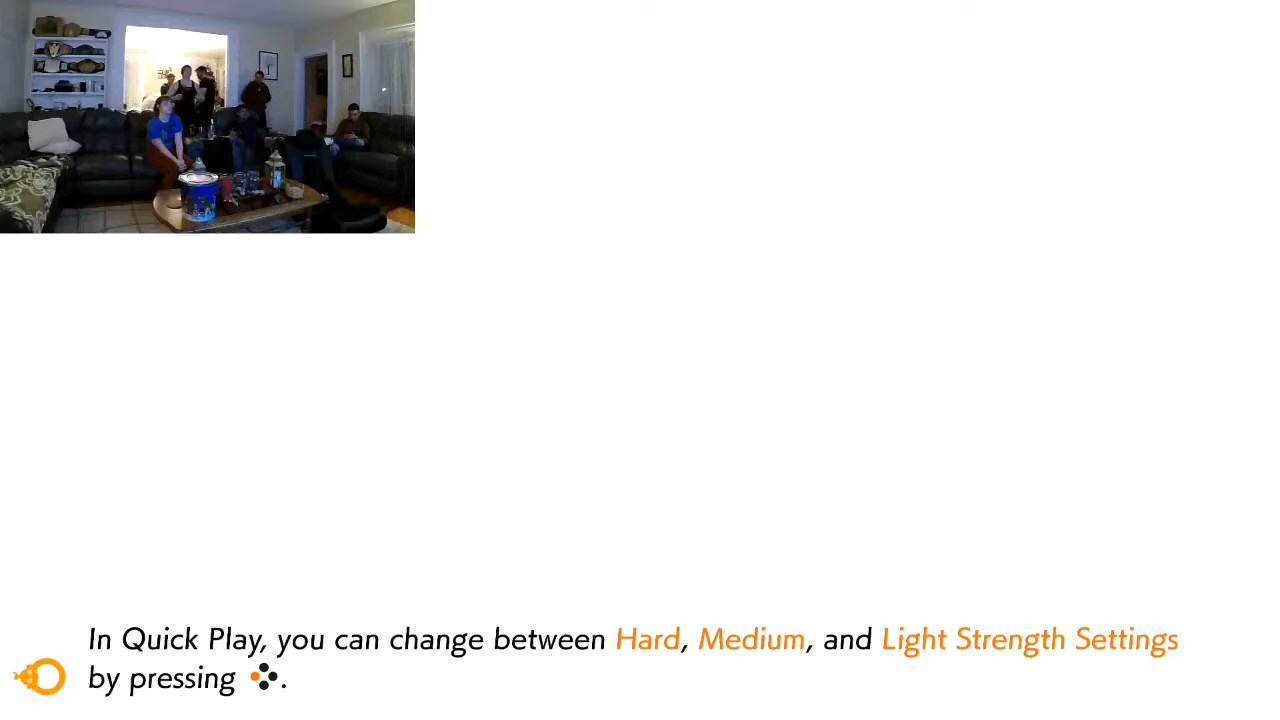 In Quick Play, you can change between Hard, Medium, and Light Strength Settings
by pressing .